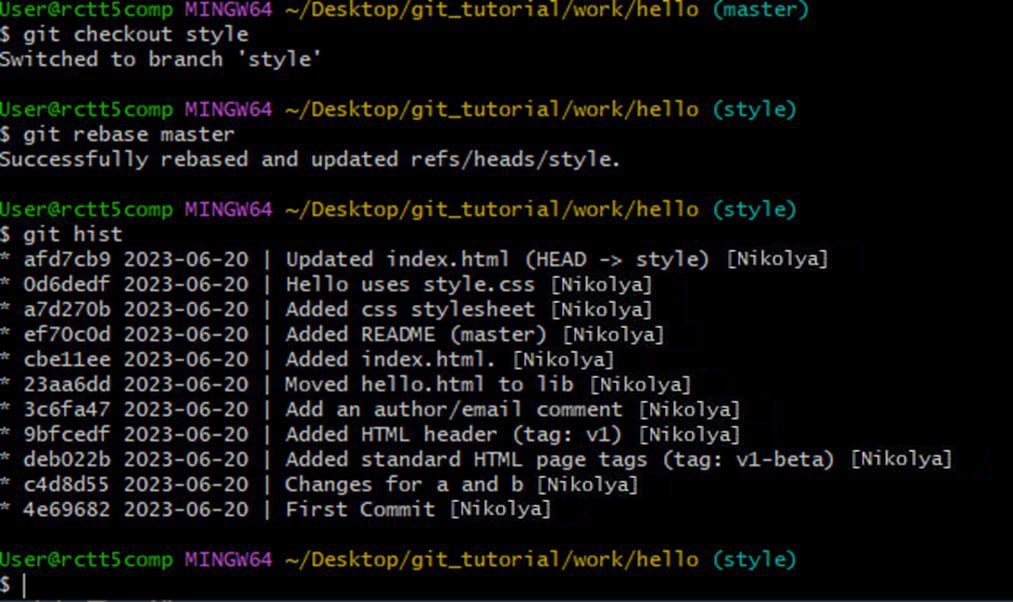 User@rctt5comp MINGW64 ~/Desktop/git_tutorial/work/hello (master)
$ git checkout style
Switched to branch 'style'
User@rctt5comp MINGW64 ~/Desktop/git_tutorial/work/hello (style)
$ git rebase master
Successfully rebased and updated refs/heads/style.
User@rctt5comp MINGW64 ~/Desktop/git_tutorial/work/hello (style)
$ git hist
* afd7cb9 2023-06-20 | Updated index.html (HEAD -> style) [Nikolya]
* 0d6dedf 2023-06-20 | Hello uses style.css [Nikolya]
* a7d270b 2023-06-20 | Added css stylesheet [Nikolya]
* ef70c0d 2023-06-20 | Added README (master) [Nikolya]
* cbe11ee 2023-06-20 | Added index.html. [Nikolya]
* 23aa6dd 2023-06-20 | Moved hello.html to lib [Nikolya]
* 3c6fa47 2023-06-20 | Add an author/email comment [Nikolya]
* 9bfcedf 2023-06-20 | Added HTML header (tag: v1) [Nikolya]
* deb022b 2023-06-20 | Added standard HTML page tags (tag: v1-beta) [Nikolya]
* c4d8d55 2023-06-20 | Changes for a and b [Nikolya]
* 4e69682 2023-06-20 | First Commit [Nikolya]
User@rctt5comp MINGW64 ~/Desktop/git_tutorial/work/hello (style)
$